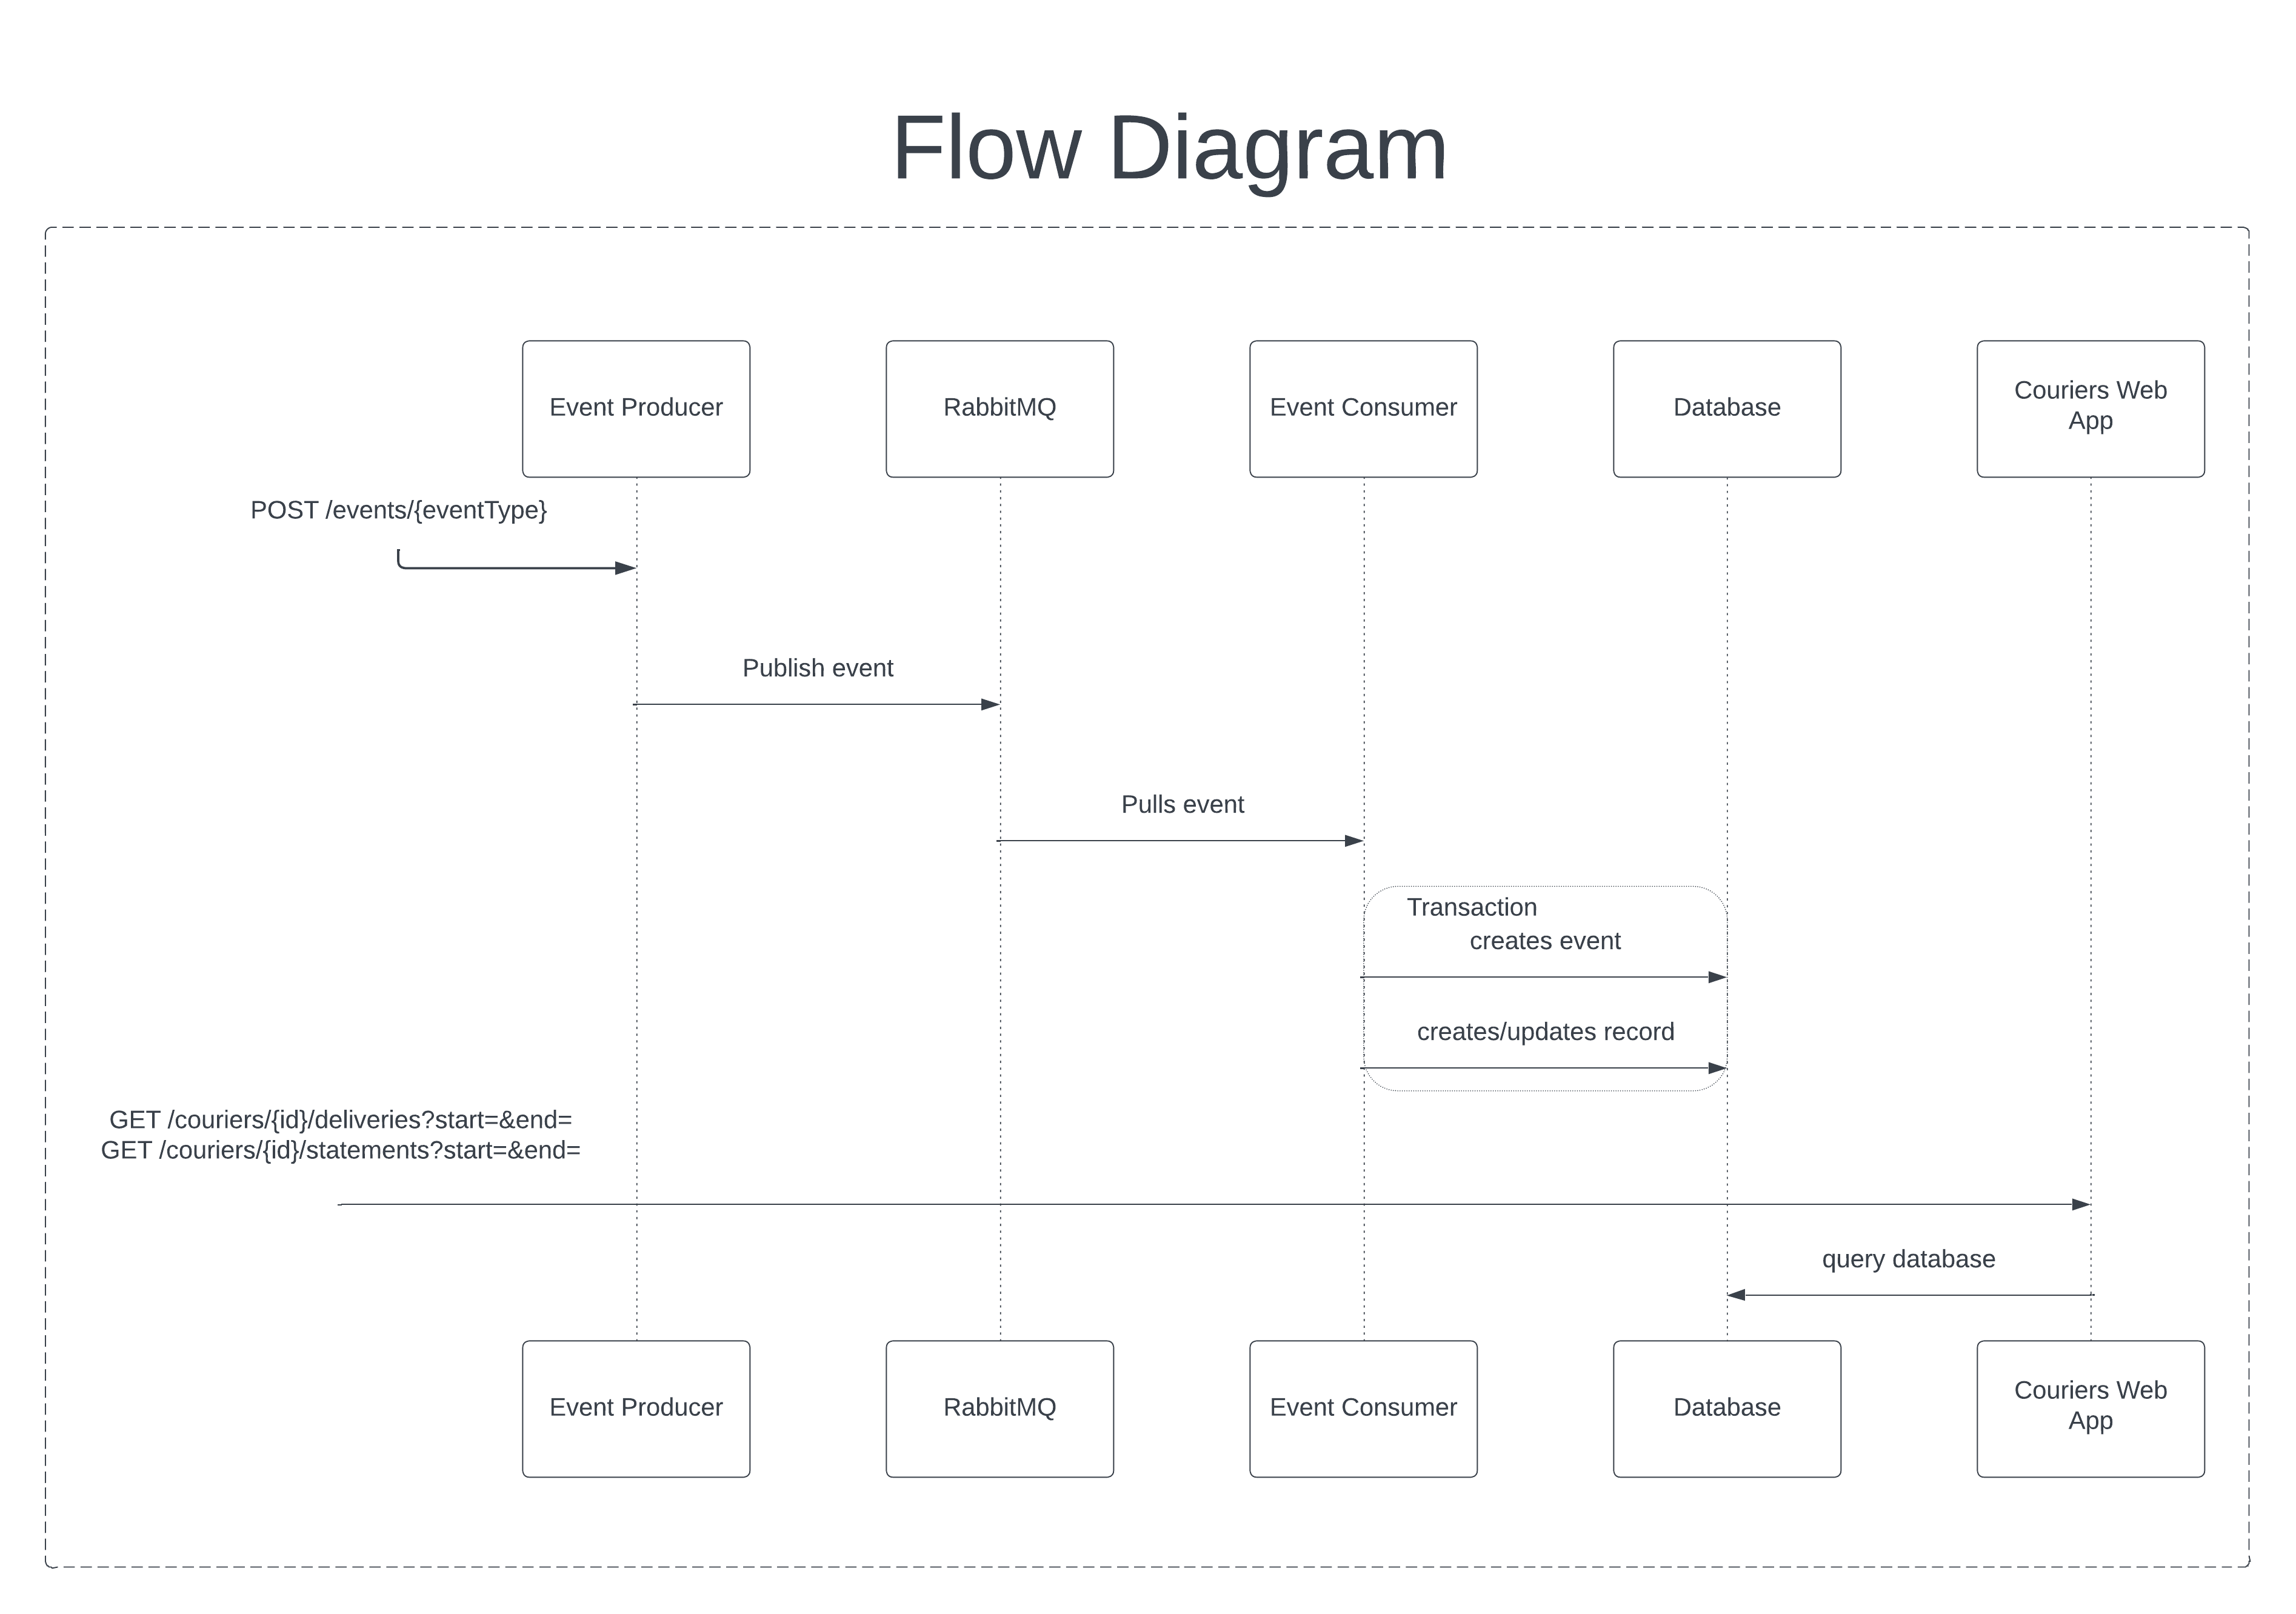 Flow Diagram
Event Producer
RabbitMQ
Event Consumer
Database
Couriers Web
App
POST /events/{eventType}
Publish event
Pulls event
Transaction
creates event
creates/updates record
GET /couriers/{id}/deliveries?start=&end=
GET /couriers/{id}/statements?start=&end=
query database
Event Producer
RabbitMQ
Event Consumer
Database
Couriers Web
App